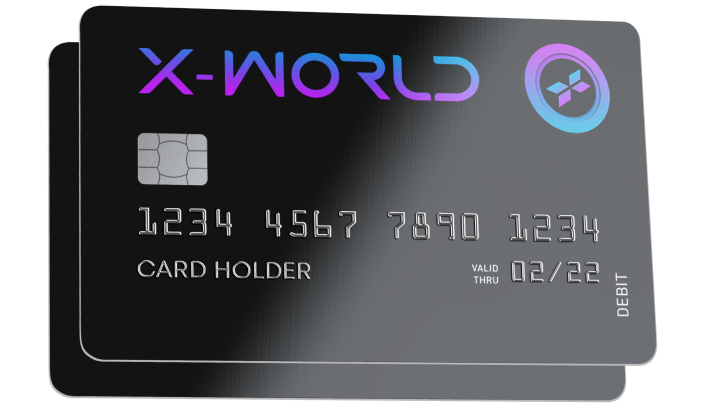 X-WORLD
1234 4567 7890 1234
CARD HOLDER
VALID THRU 02/22
DEBIT